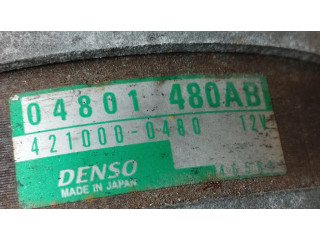 04801 480AB
421000-0480 12V
DENSO
MADE IN JAPAN